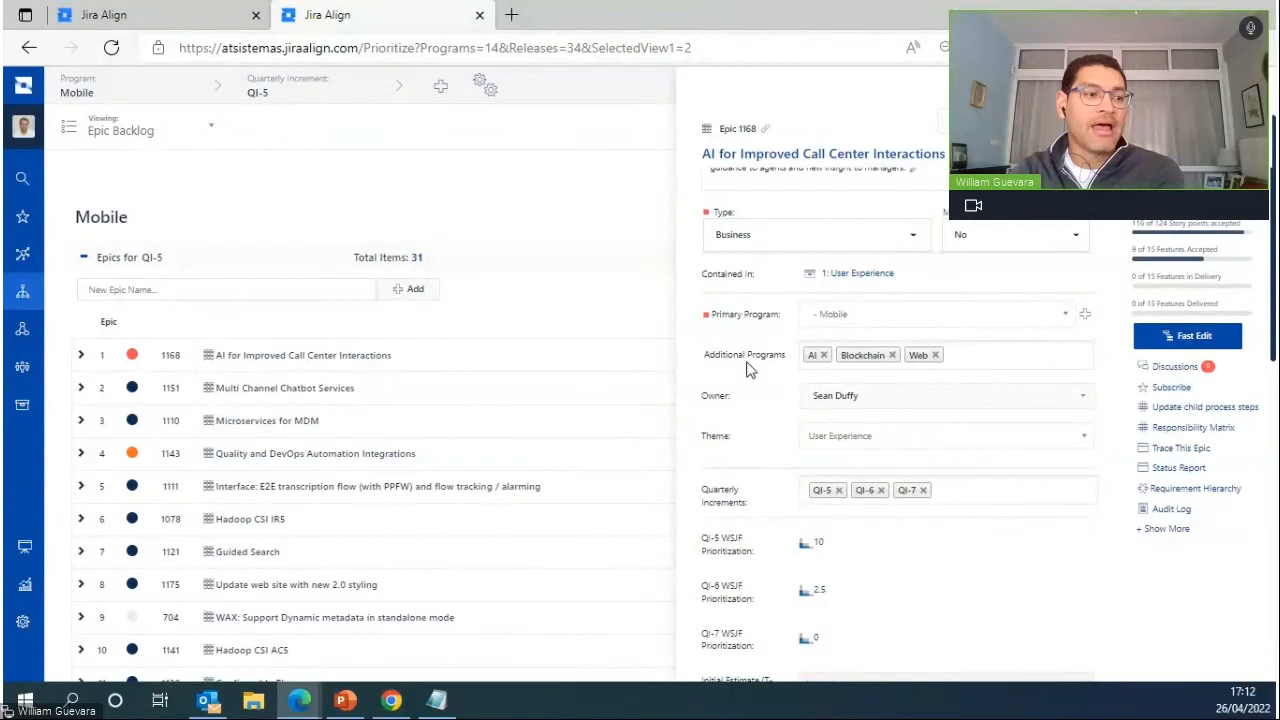 Jira Align
Jira Align
https://atsistemas.jiraalign.com/Prioritize?Programs=14&Releases=34&SelectedView1=2
Program:
Mobile
Quarterly Increment:
QI-5
Viewing:
Epic Backlog
Mobile
Epics for QI-5
Total Items: 31
New Epic Name...
Add
Epic
1 1168 AI for Improved Call Center Interactions
2 1151 Multi Channel Chatbot Services
3 1110 Microservices for MDM
4 1143 Quality and DevOps Automation Integrations
5 1111 Interface: E2E transcription flow (with PPFW) and flow tracking / alarming
6 1078 Hadoop CSI IR5
7 1121 Guided Search
8 1175 Update web site with new 2.0 styling
9 704 WAX: Support Dynamic metadata in standalone mode
10 1141 Hadoop CSI AC5
Epic 1168
AI for Improved Call Center Interactions
guidance to agents and new insight to managers.
Type:
Business
No
Contained In:
1: User Experience
Primary Program:
- Mobile
Additional Programs
AI Blockchain Web
Owner:
Sean Duffy
Theme:
User Experience
Quarterly
Increments:
QI-5 QI-6 QI-7
QI-5 WSJF
Prioritization:
10
QI-6 WSJF
Prioritization:
2.5
QI-7 WSJF
Prioritization:
0
Initial Estimate (T-
William Guevara
116 of 124 Story points accepted
9 of 15 Features Accepted
0 of 15 Features in Delivery
0 of 15 Features Delivered
Fast Edit
Discussions 0
Subscribe
Update child process steps
Responsibility Matrix
Trace This Epic
Status Report
Requirement Hierarchy
Audit Log
+ Show More
William Guevara
17:12
26/04/2022